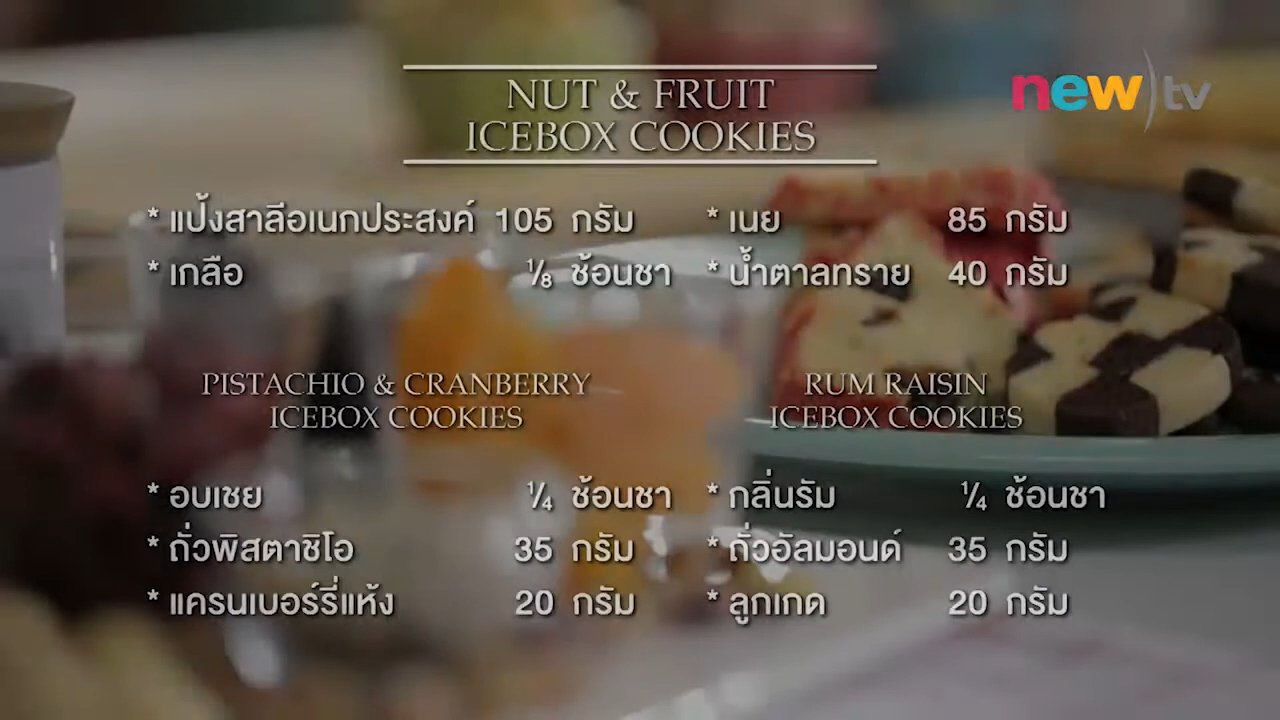 NUT & FRUIT
ICEBOX COOKIES
new)tv
* แป้งสาลีอเนกประสงค์ 105 กรัม * เนย 85 กรัม
* เกลือ ⅛ ช้อนชา * น้ำตาลทราย 40 กรัม
PISTACHIO & CRANBERRY
ICEBOX COOKIES
RUM RAISIN
ICEBOX COOKIES
* อบเชย ¼ ช้อนชา * กลิ่นรัม ¼ ช้อนชา
* ถั่วพิสตาชิโอ 35 กรัม * ถั่วอัลมอนด์ 35 กรัม
* แครนเบอร์รี่แห้ง 20 กรัม * ลูกเกด 20 กรัม